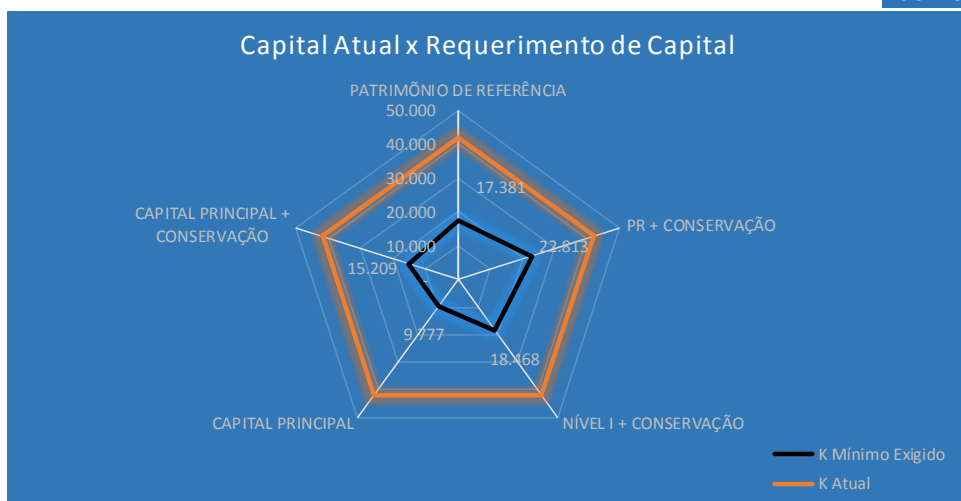 Capital Atual x Requerimento de Capital
PATRIMÕNIO DE REFERÊNCIA
50.000
40.000
30.000
17.381
20.000
CAPITAL PRINCIPAL +
CONSERVAÇÃO
PR + CONSERVAÇÃO
10.000
22.813
15.209
-
9.777
18.468
CAPITAL PRINCIPAL
NÍVEL I + CONSERVAÇÃO
K Mínimo Exigido
K Atual